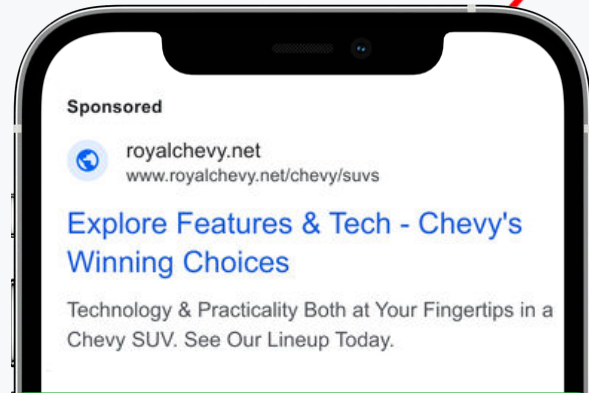 Sponsored
royalchevy.net
www.royalchevy.net/chevy/suvs
Explore Features & Tech - Chevy's
Winning Choices
Technology & Practicality Both at Your Fingertips in a
Chevy SUV. See Our Lineup Today.